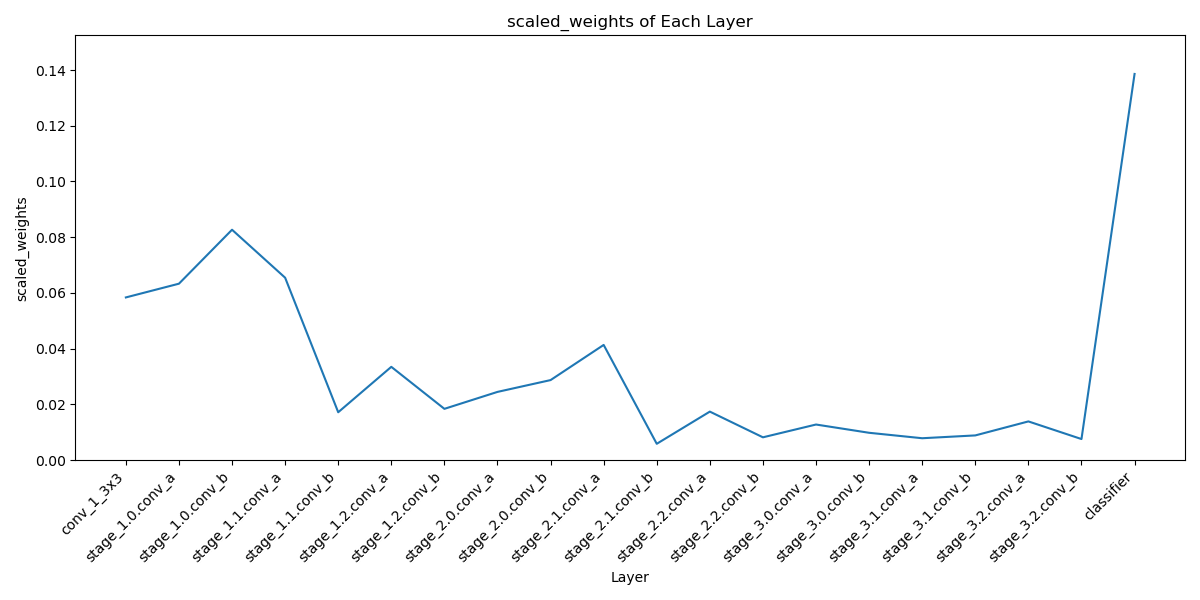 scaled_weights of Each Layer
scaled_weights
0.14
0.12
0.10
0.08
0.06
0.04
0.02
0.00
conv_1_3x3
stage_1.0.conv_a
stage_1.0.conv_b
stage_1.1.conv_a
stage_1.1.conv_b
stage_1.2.conv_a
stage_1.2.conv_b
stage_2.0.conv_a
stage_2.0.conv_b
stage_2.1.conv_a
stage_2.1.conv_b
stage_2.2.conv_a
stage_2.2.conv_b
stage_3.0.conv_a
stage_3.0.conv_b
stage_3.1.conv_a
stage_3.1.conv_b
stage_3.2.conv_a
stage_3.2.conv_b
classifier
Layer